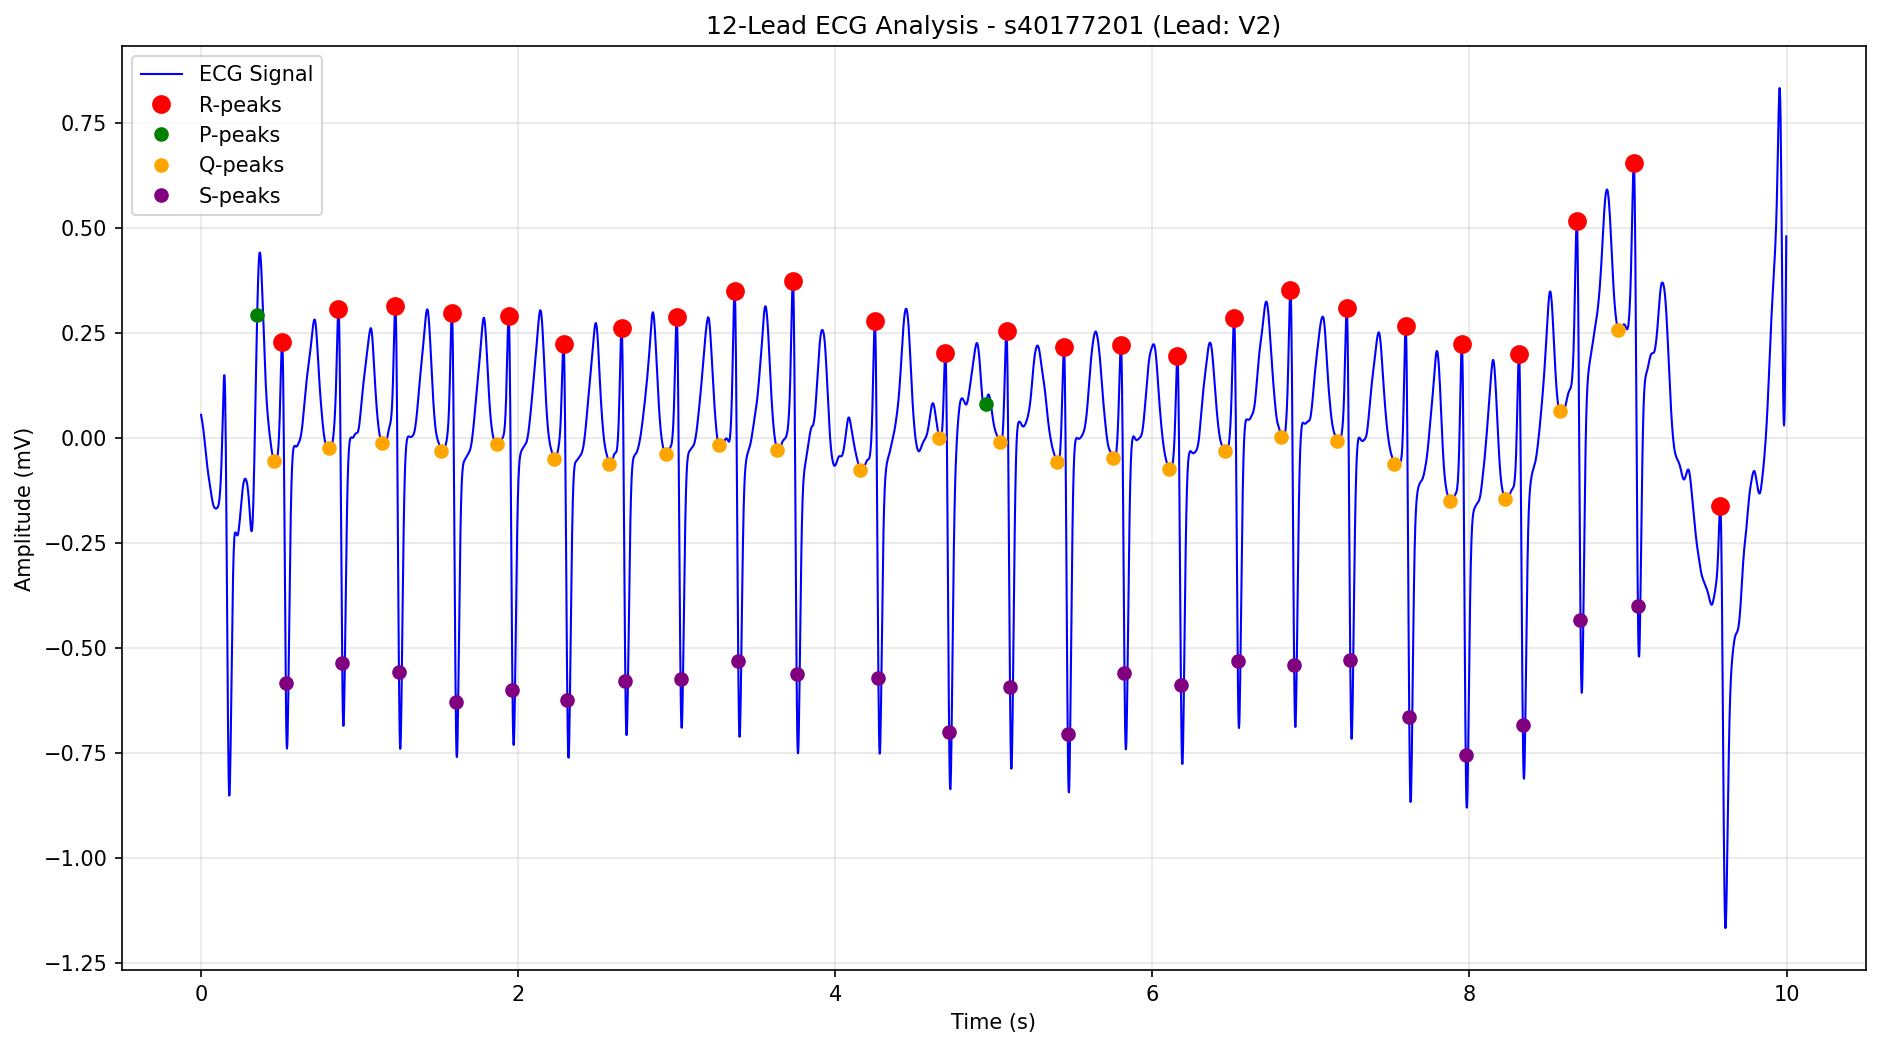 12-Lead ECG Analysis - s40177201 (Lead: V2)
ECG Signal
R-peaks
P-peaks
Q-peaks
S-peaks
Amplitude (mV)
0.75
0.50
0.25
0.00
−0.25
−0.50
−0.75
−1.00
−1.25
0 2 4 6 8 10
Time (s)